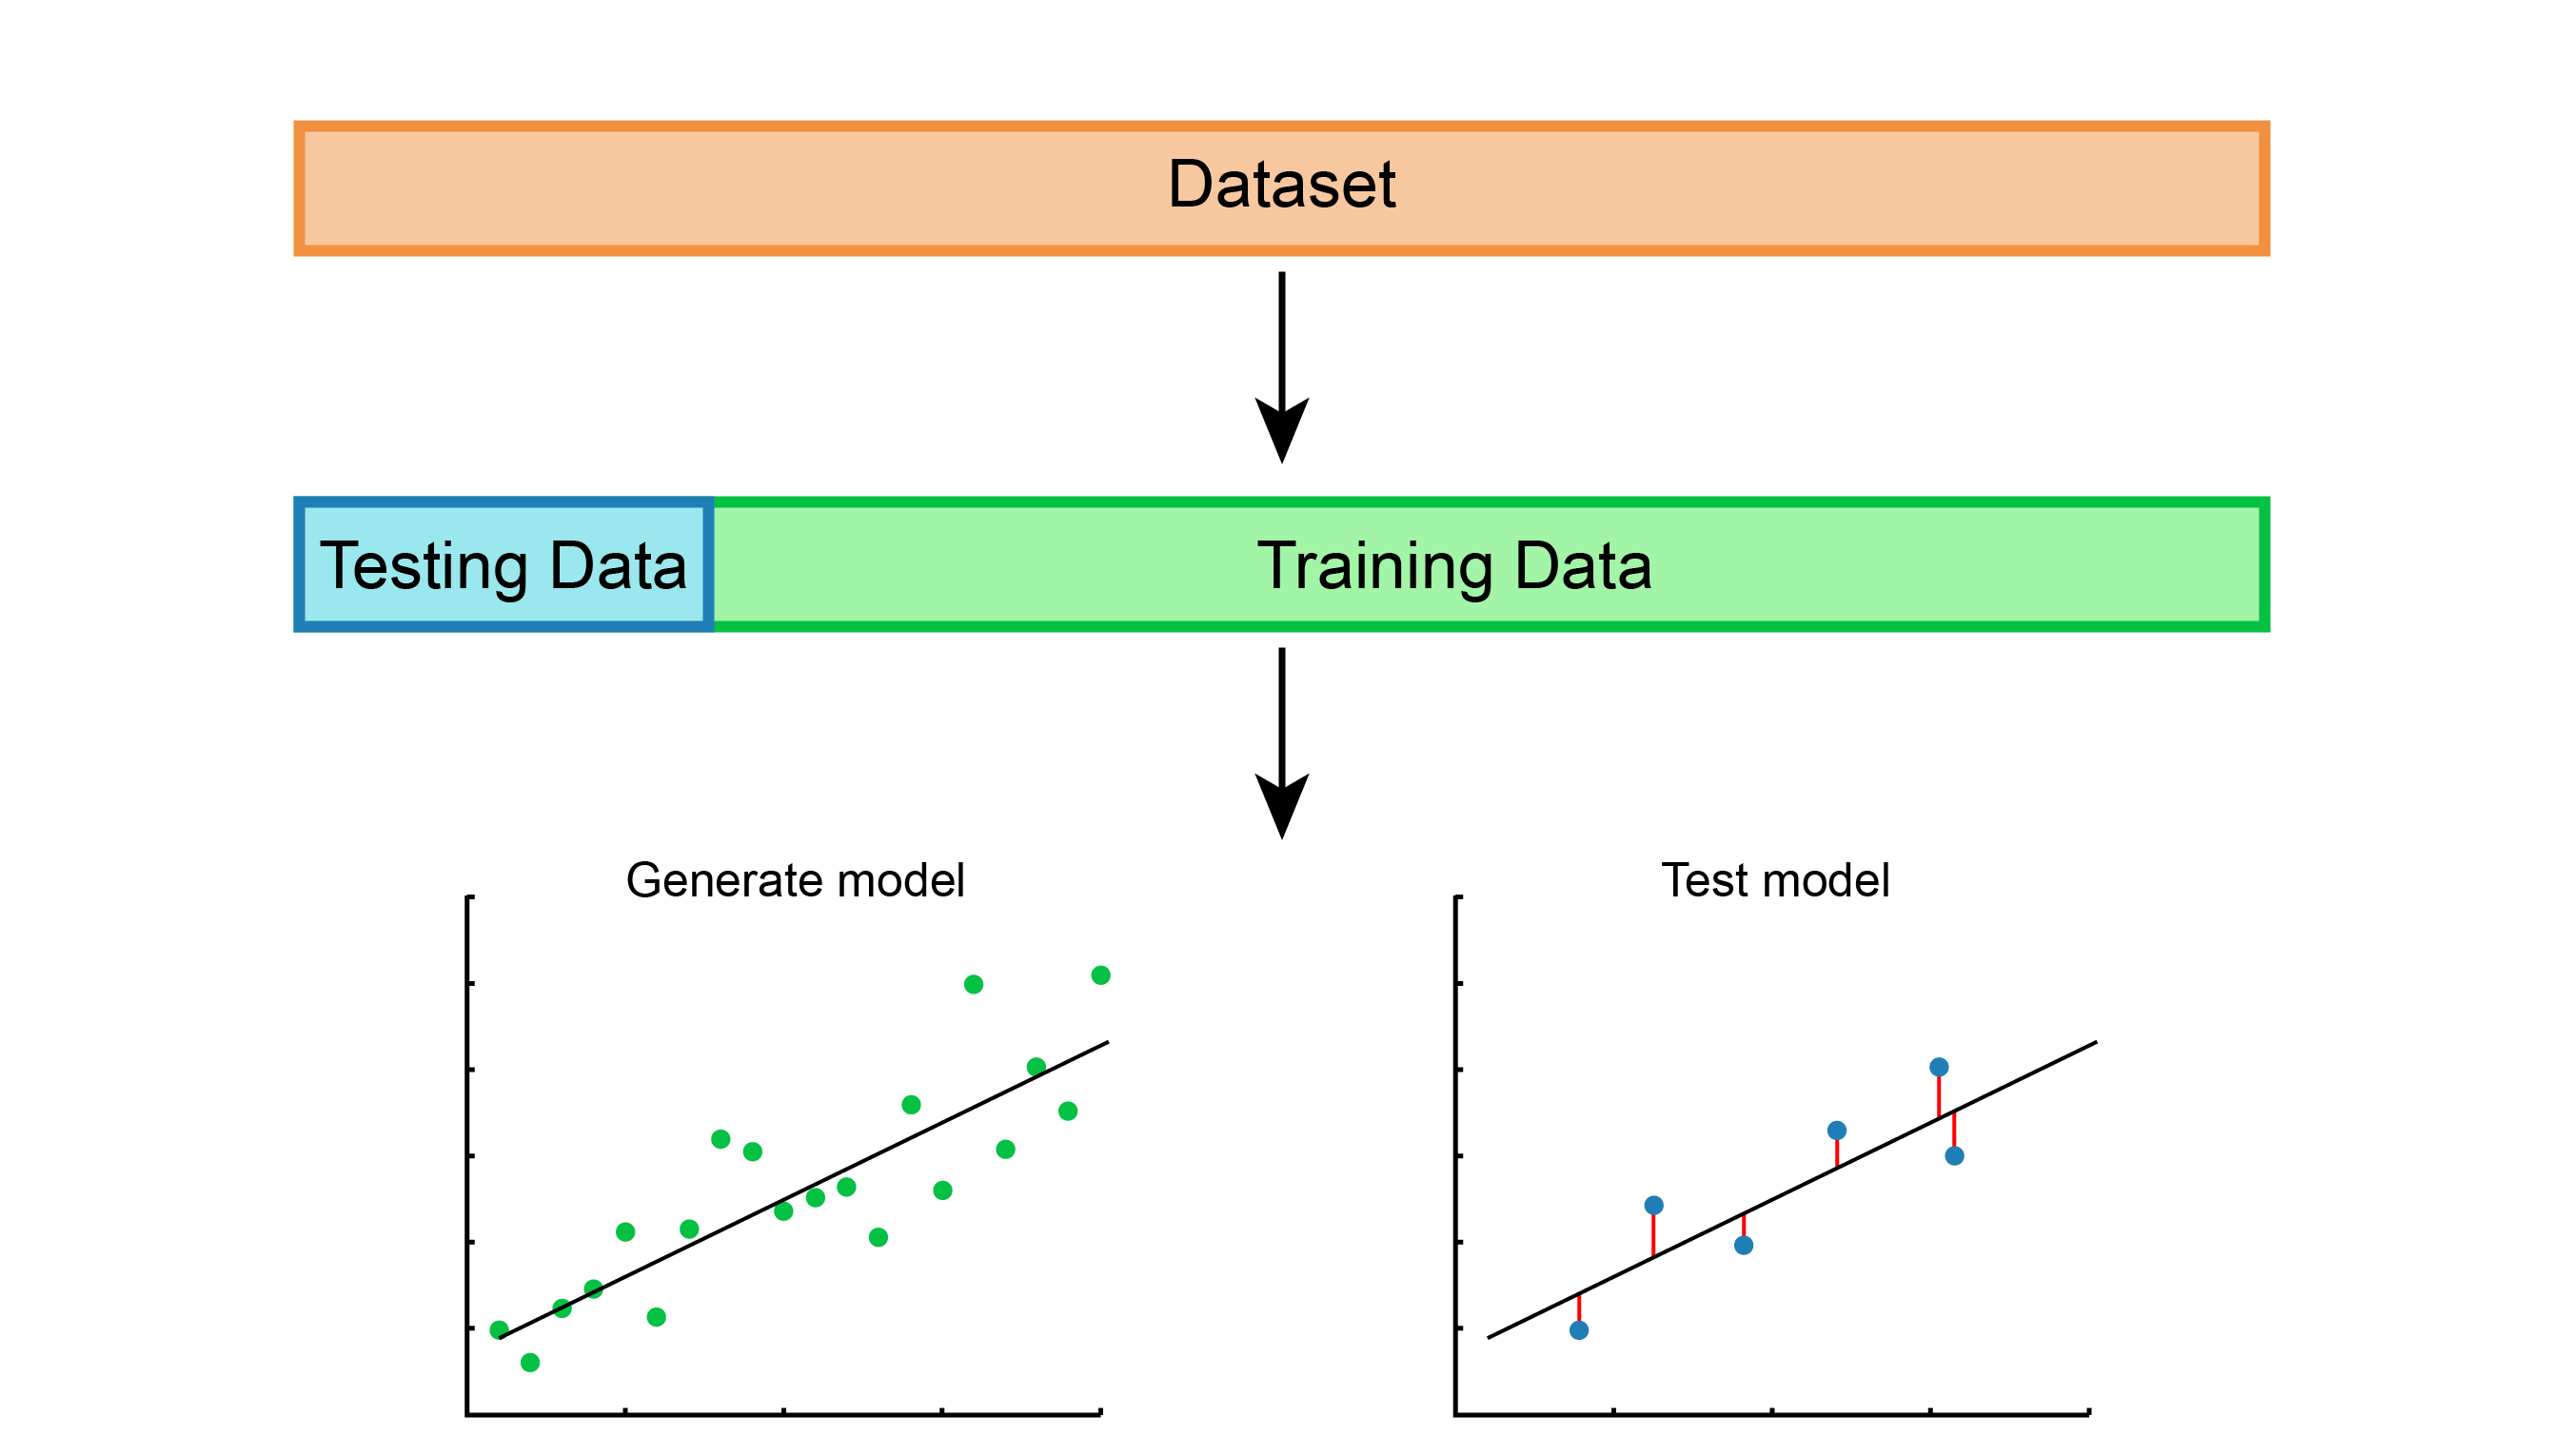 Dataset
Testing Data
Training Data
Generate model
Test model